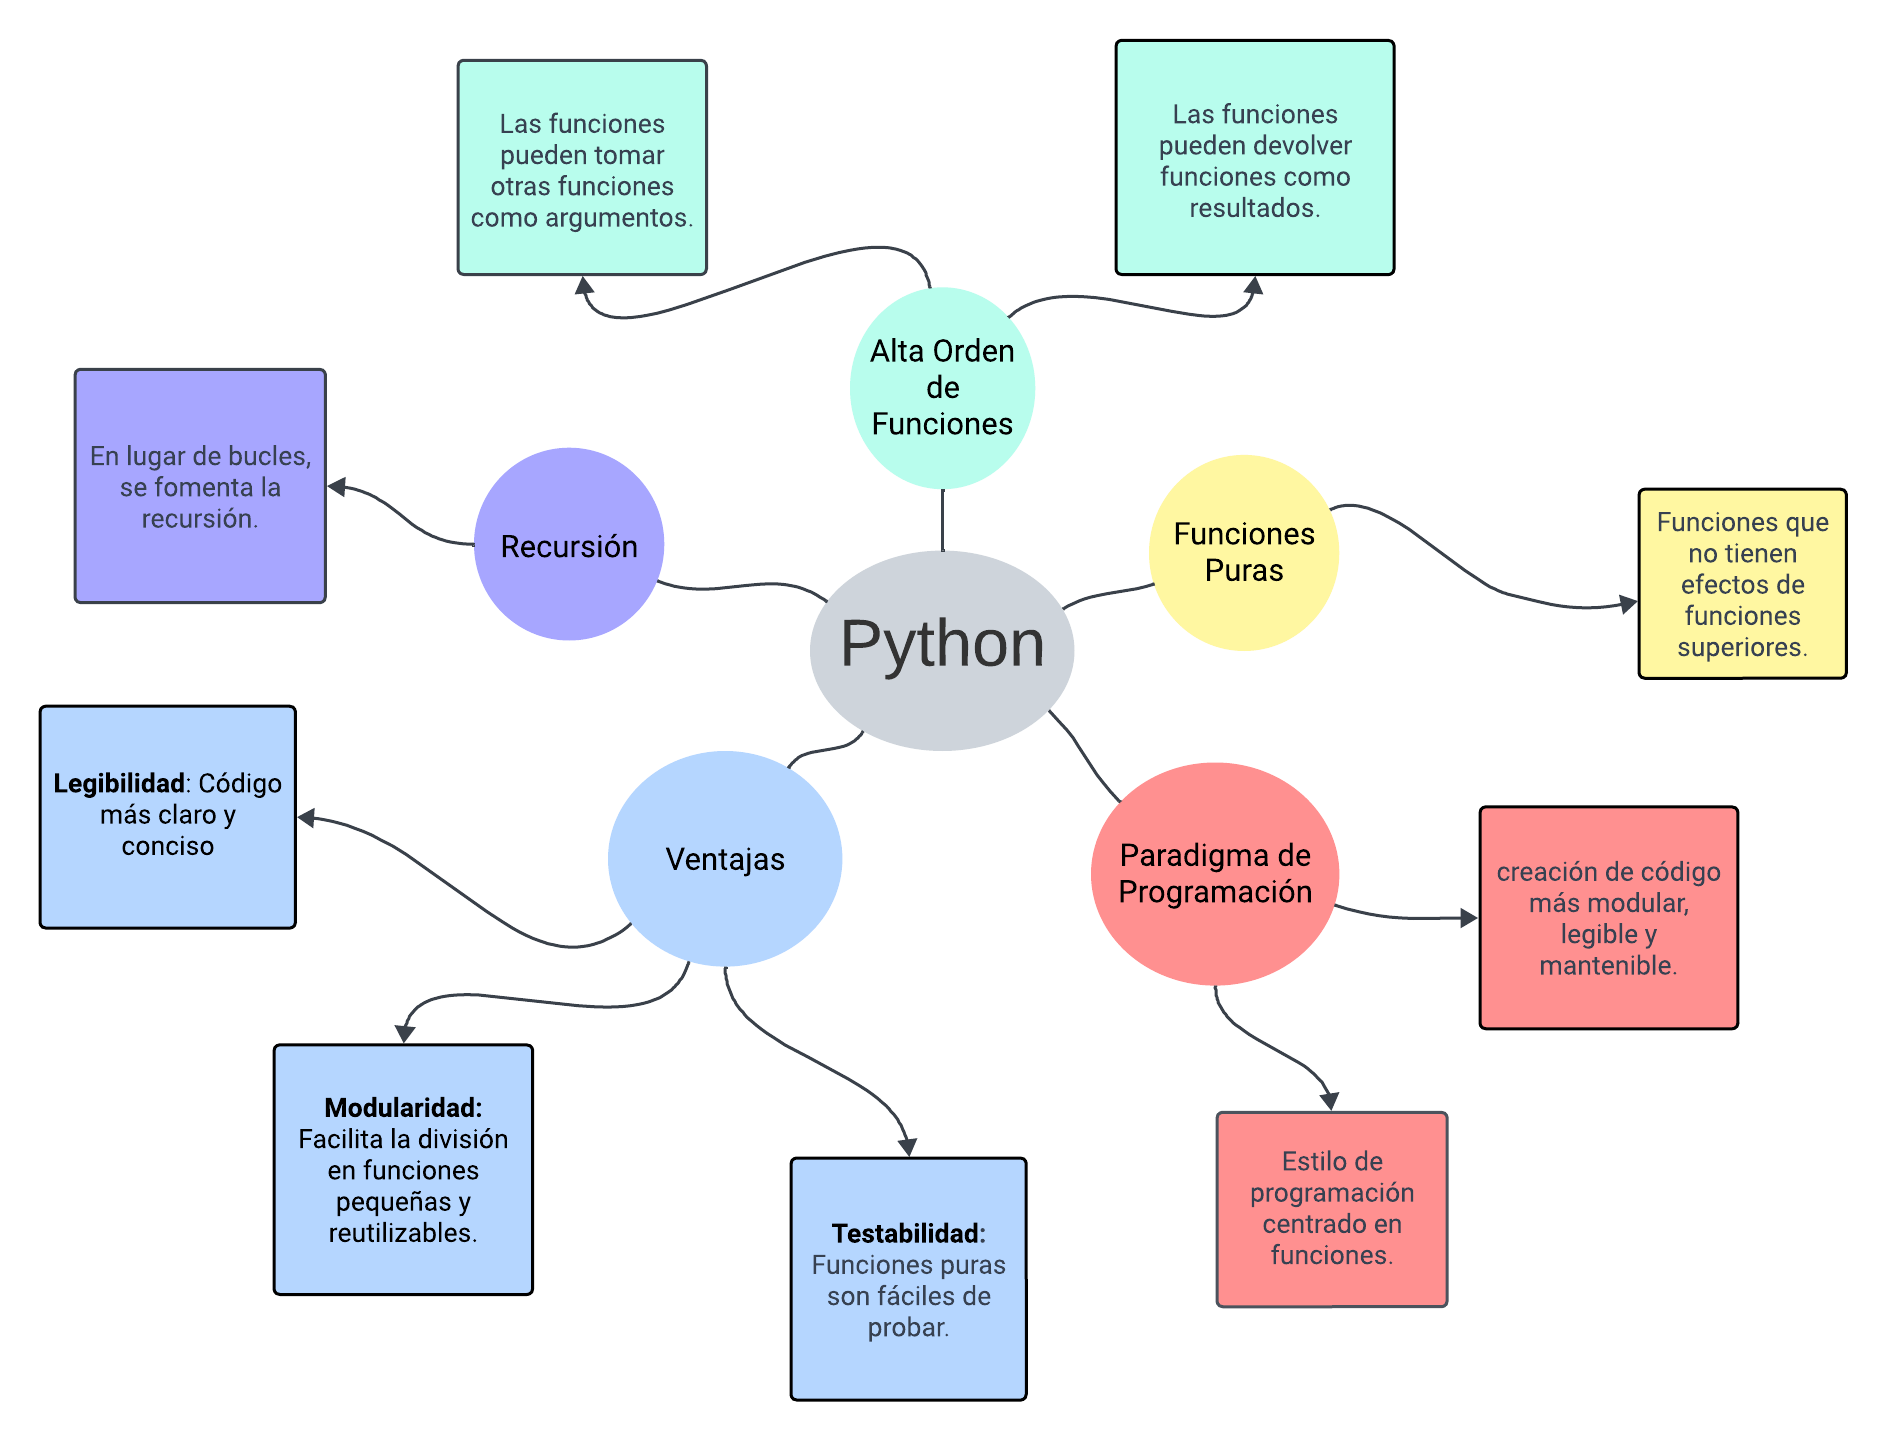 Las funciones
pueden tomar
otras funciones
como argumentos.
Las funciones
pueden devolver
funciones como
resultados.
Alta Orden
de
Funciones
En lugar de bucles,
se fomenta la
recursión.
Recursión
Funciones
Puras
Funciones que
no tienen
efectos de
funciones
superiores.
Python
Legibilidad: Código
más claro y
conciso
Ventajas
Paradigma de
Programación
creación de código
más modular,
legible y
mantenible.
Modularidad:
Facilita la división
en funciones
pequeñas y
reutilizables.
Testabilidad:
Funciones puras
son fáciles de
probar.
Estilo de
programación
centrado en
funciones.